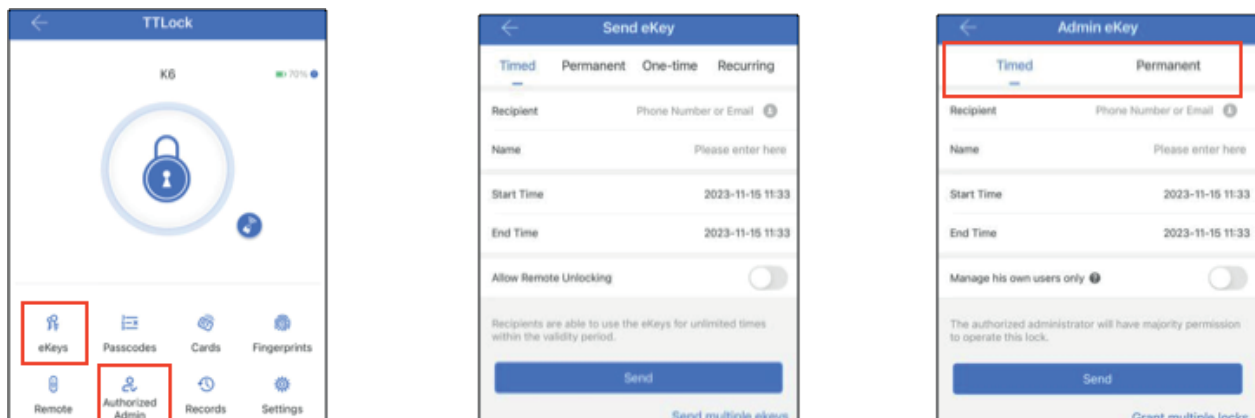 TTLock
K6
70%
eKeys Passcodes Cards Fingerprints
Remote Authorized Admin Records Settings
Send eKey
Timed Permanent One-time Recurring
Recipient Phone Number or Email
Name Please enter here
Start Time 2023-11-15 11:33
End Time 2023-11-15 11:33
Allow Remote Unlocking
Recipients are able to use the eKeys for unlimited times
within the validity period.
Send
Send multiple ekeys
Admin eKey
Timed Permanent
Recipient Phone Number or Email
Name Please enter here
Start Time 2023-11-15 11:33
End Time 2023-11-15 11:33
Manage his own users only ?
The authorized administrator will have majority permission
to operate this lock.
Send
Grant multiple locks